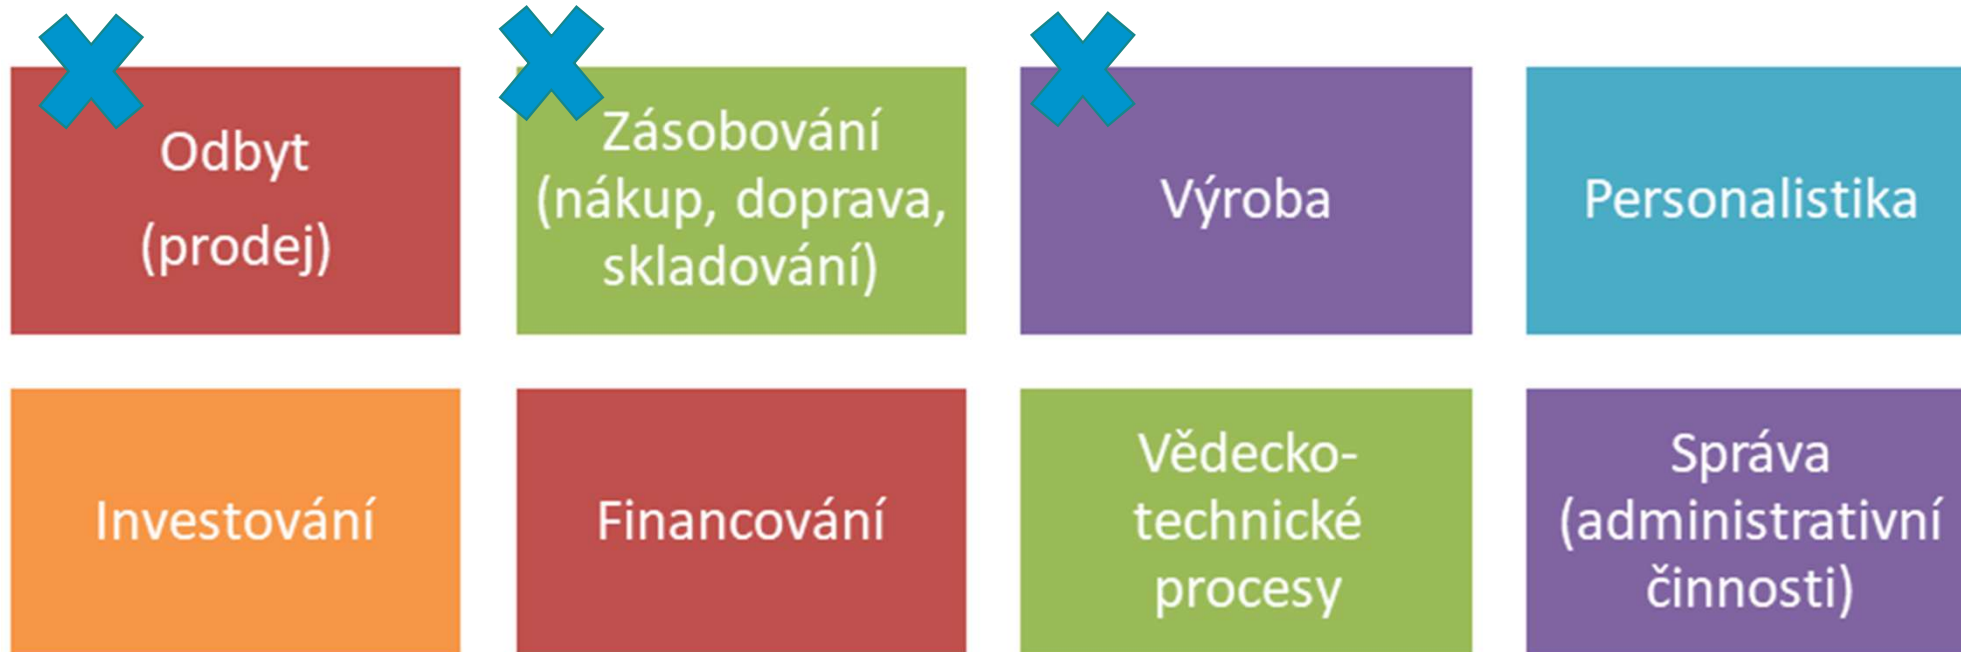 Odbyt
(prodej)
Zásobování
(nákup, doprava,
skladování)
Výroba
Personalistika
Investování
Financování
Vědecko-
technické
procesy
Správa
(administrativní
činnosti)